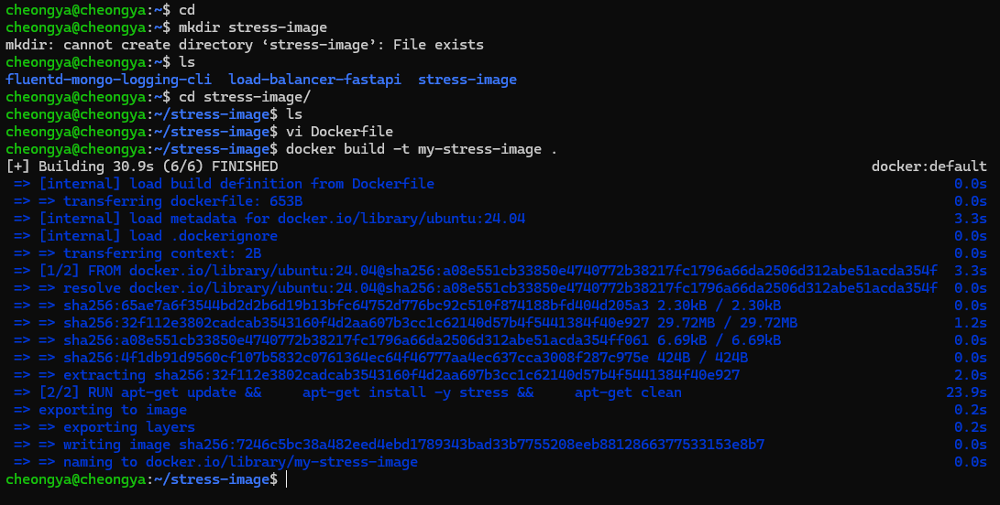 cheongya@cheongya:~$ cd
cheongya@cheongya:~$ mkdir stress-image
mkdir: cannot create directory ‘stress-image’: File exists
cheongya@cheongya:~$ ls
fluentd-mongo-logging-cli  load-balancer-fastapi  stress-image
cheongya@cheongya:~$ cd stress-image/
cheongya@cheongya:~/stress-image$ ls
cheongya@cheongya:~/stress-image$ vi Dockerfile
cheongya@cheongya:~/stress-image$ docker build -t my-stress-image .
[+] Building 30.9s (6/6) FINISHED docker:default
=> [internal] load build definition from Dockerfile 0.0s
=> => transferring dockerfile: 653B 0.0s
=> [internal] load metadata for docker.io/library/ubuntu:24.04 3.3s
=> [internal] load .dockerignore 0.0s
=> => transferring context: 2B 0.0s
=> [1/2] FROM docker.io/library/ubuntu:24.04@sha256:a08e551cb33850e4740772b38217fc1796a66da2506d312abe51acda354f 3.3s
=> => resolve docker.io/library/ubuntu:24.04@sha256:a08e551cb33850e4740772b38217fc1796a66da2506d312abe51acda354f 0.0s
=> => sha256:65ae7a6f3544bd2d2b6d19b13bfc64752d776bc92c510f874188bfd404d205a3 2.30kB / 2.30kB 0.0s
=> => sha256:32f112e3802cadcab3543160f4d2aa607b3cc1c62140d57b4f5441384f40e927 29.72MB / 29.72MB 1.2s
=> => sha256:a08e551cb33850e4740772b38217fc1796a66da2506d312abe51acda354ff061 6.69kB / 6.69kB 0.0s
=> => sha256:4f1db91d9560cf107b5832c0761364ec64f46777aa4ec637cca3008f287c975e 424B / 424B 0.0s
=> => extracting sha256:32f112e3802cadcab3543160f4d2aa607b3cc1c62140d57b4f5441384f40e927 2.0s
=> [2/2] RUN apt-get update &&     apt-get install -y stress &&     apt-get clean 23.9s
=> exporting to image 0.2s
=> => exporting layers 0.2s
=> => writing image sha256:7246c5bc38a482eed4ebd1789343bad33b7755208eeb8812866377533153e8b7 0.0s
=> => naming to docker.io/library/my-stress-image 0.0s
cheongya@cheongya:~/stress-image$